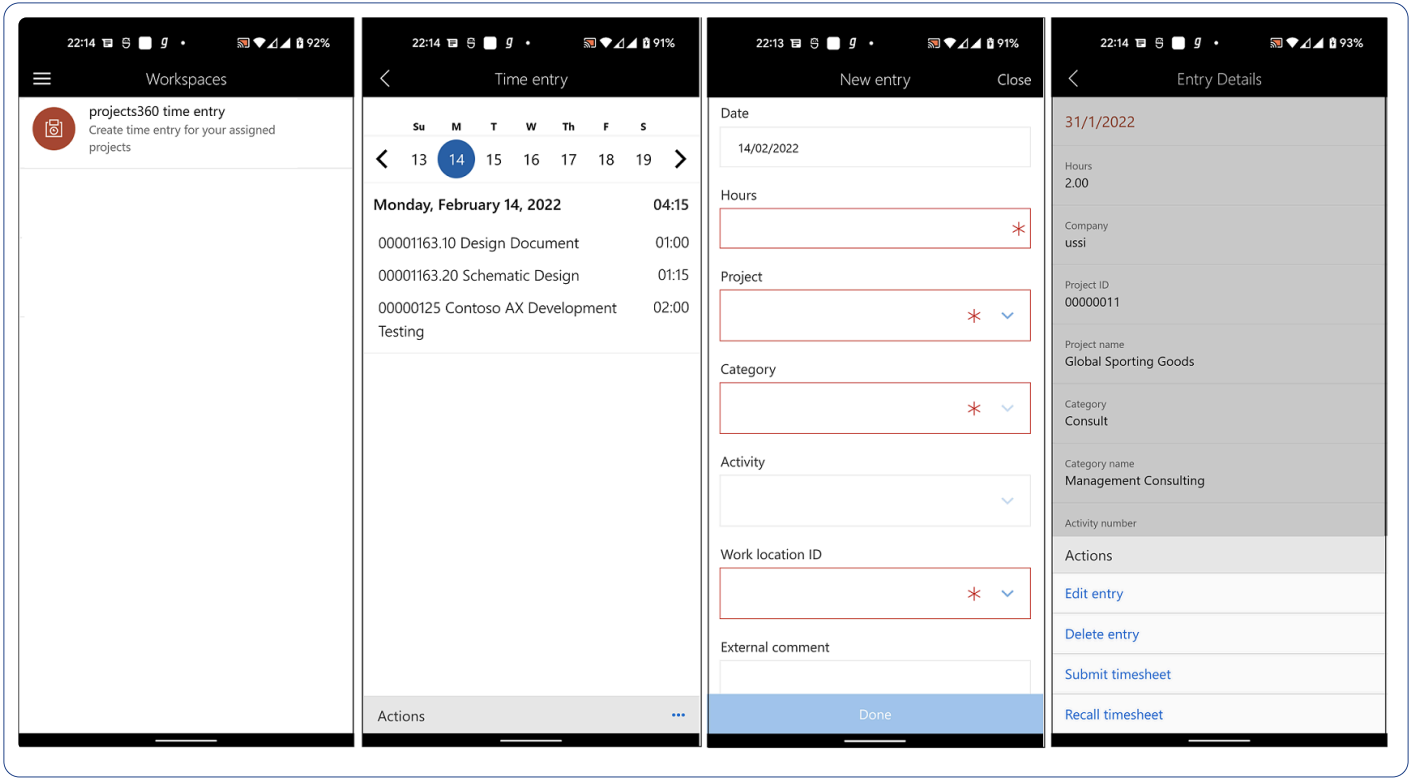 22:14 g • 92%
Workspaces
projects360 time entry
Create time entry for your assigned
projects
22:14 g • 91%
Time entry
Su M T W Th F S
13 14 15 16 17 18 19
Monday, February 14, 2022 04:15
00001163.10 Design Document 01:00
00001163.20 Schematic Design 01:15
00000125 Contoso AX Development 02:00
Testing
Actions ...
22:13 g • 91%
New entry Close
Date
14/02/2022
Hours
*
Project
*
Category
*
Activity
Work location ID
*
External comment
Done
22:14 g • 93%
Entry Details
31/1/2022
Hours
2.00
Company
ussi
Project ID
00000011
Project name
Global Sporting Goods
Category
Consult
Category name
Management Consulting
Activity number
Actions
Edit entry
Delete entry
Submit timesheet
Recall timesheet